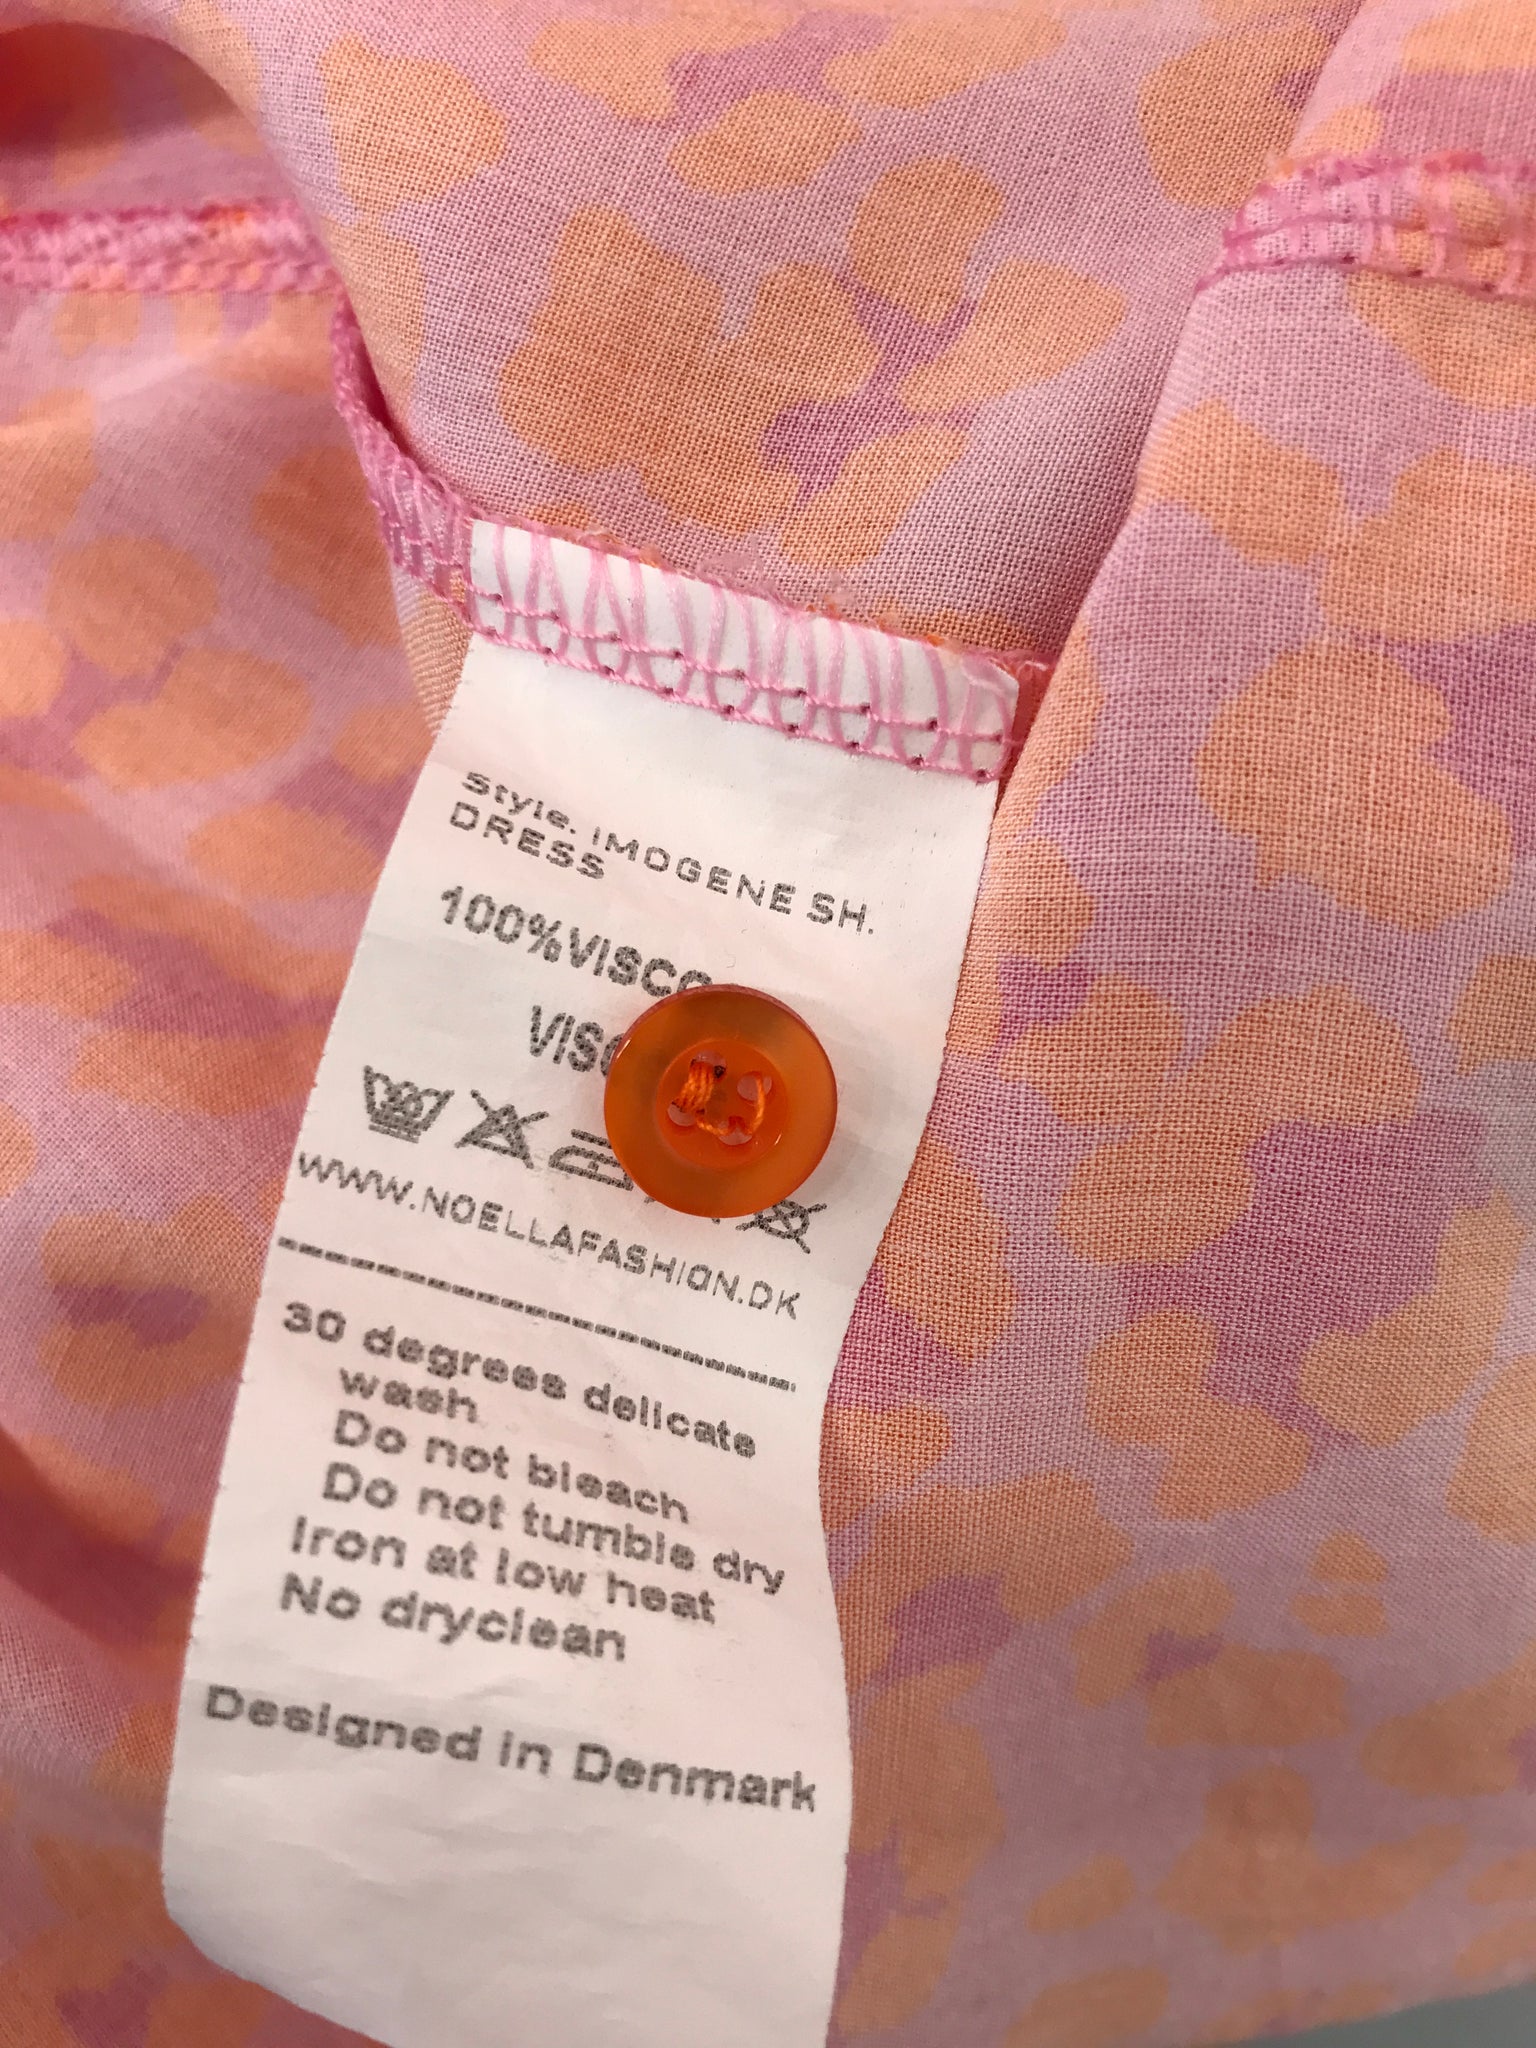 Style. IMOGENE SH.
DRESS
100%
WWW.NOELLAFASHION.DK
30 degrees delicate
wash
Do not bleach
Do not tumble dry
Iron at low heat
No dryclean
Designed in Denmark